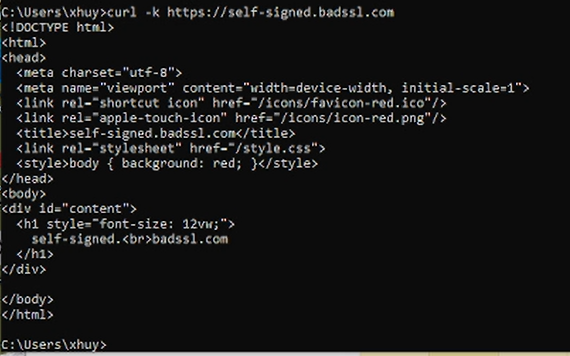 C:\Users\xhuy>curl -k https://self-signed.badssl.com
<!DOCTYPE html>
<html>
<head>
  <meta charset="utf-8">
  <meta name="viewport" content="width=device-width, initial-scale=1">
  <link rel="shortcut icon" href="/icons/favicon-red.ico"/>
  <link rel="apple-touch-icon" href="/icons/icon-red.png"/>
  <title>self-signed.badssl.com</title>
  <link rel="stylesheet" href="/style.css">
  <style>body { background: red; }</style>
</head>
<body>
<div id="content">
  <h1 style="font-size: 12vw;">
    self-signed.<br>badssl.com
  </h1>
</div>

</body>
</html>

C:\Users\xhuy>